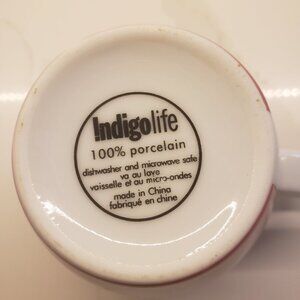 Indigolife
100% porcelain
dishwasher and microwave safe
va au lave
vaisselle et au micro-ondes
made in China
fabriqué en chine